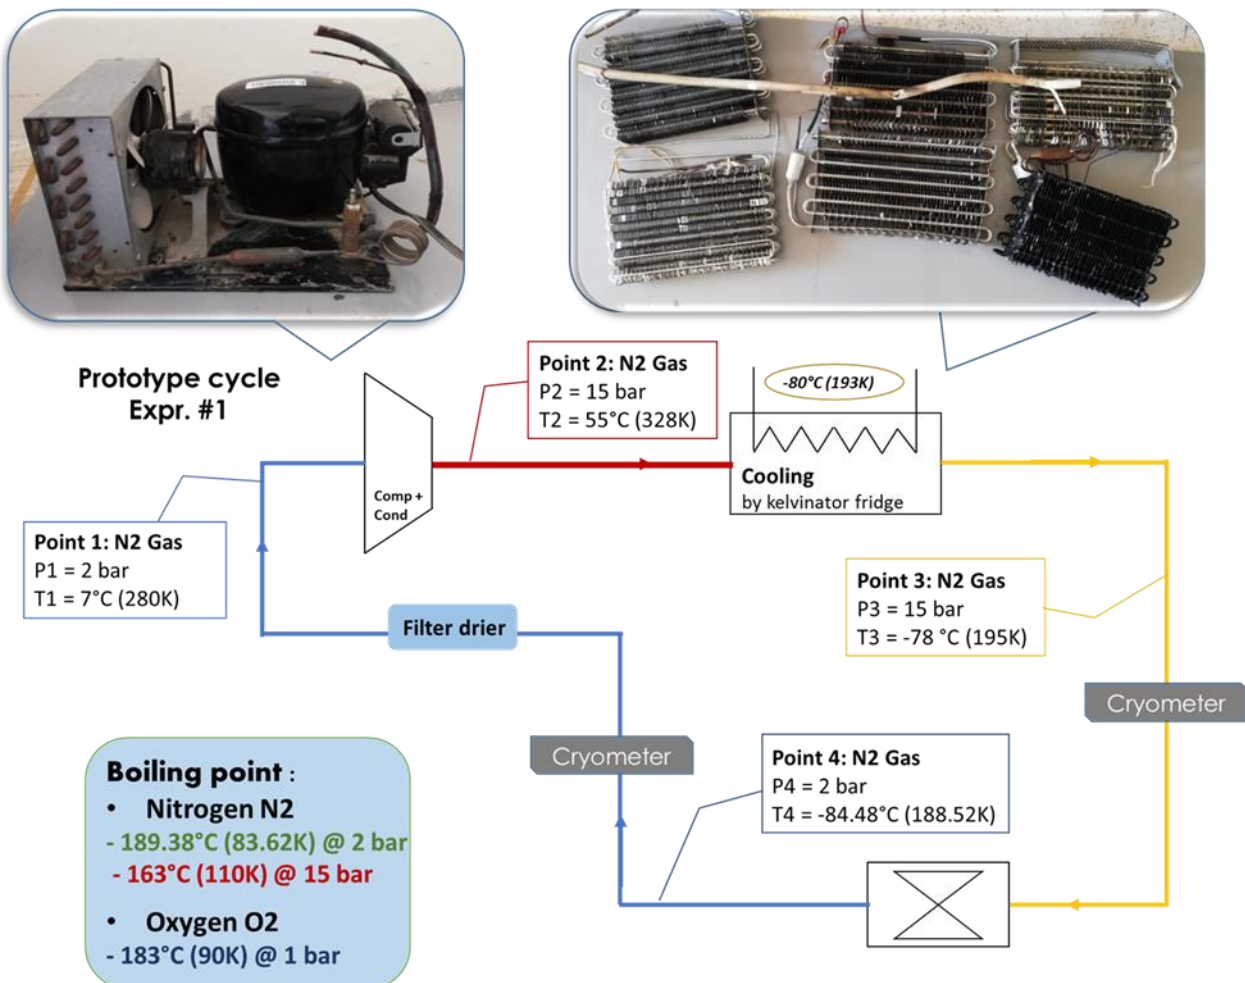 Prototype cycle
Expr. #1
Point 2: N2 Gas
P2 = 15 bar
T2 = 55°C (328K)
-80°C (193K)
Cooling
by kelvinator fridge
Comp +
Cond
Point 1: N2 Gas
P1 = 2 bar
T1 = 7°C (280K)
Point 3: N2 Gas
P3 = 15 bar
T3 = -78 °C (195K)
Filter drier
Cryometer
Cryometer
Point 4: N2 Gas
P4 = 2 bar
T4 = -84.48°C (188.52K)
Boiling point :
• Nitrogen N2
- 189.38°C (83.62K) @ 2 bar
- 163°C (110K) @ 15 bar
• Oxygen O2
- 183°C (90K) @ 1 bar